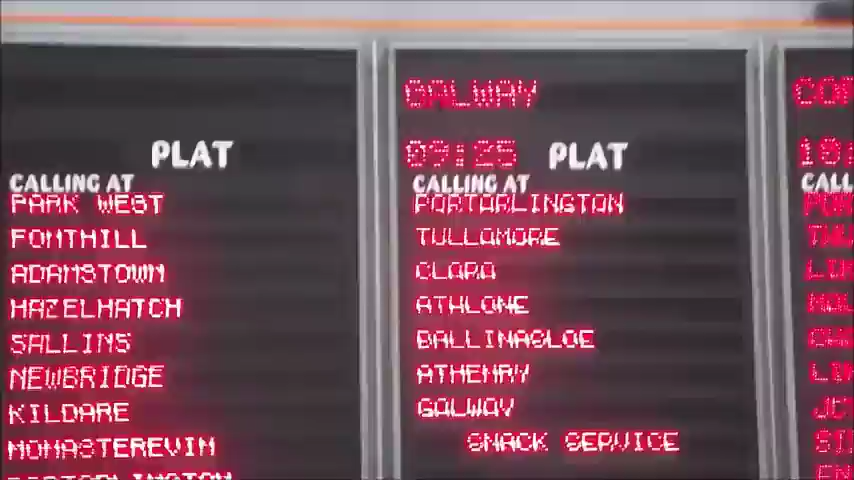 PLAT
CALLING AT
PARK WEST
FONTHILL
ADAMSTOWN
HAZELHATCH
SALLINS
NEWBRIDGE
KILDARE
MONASTEREVIN
PORTARLINGTON
GALWAY
09:25 PLAT
CALLING AT
PORTARLINGTON
TULLAMORE
CLARA
ATHLONE
BALLINASLOE
ATHENRY
GALWAY
SNACK SERVICE